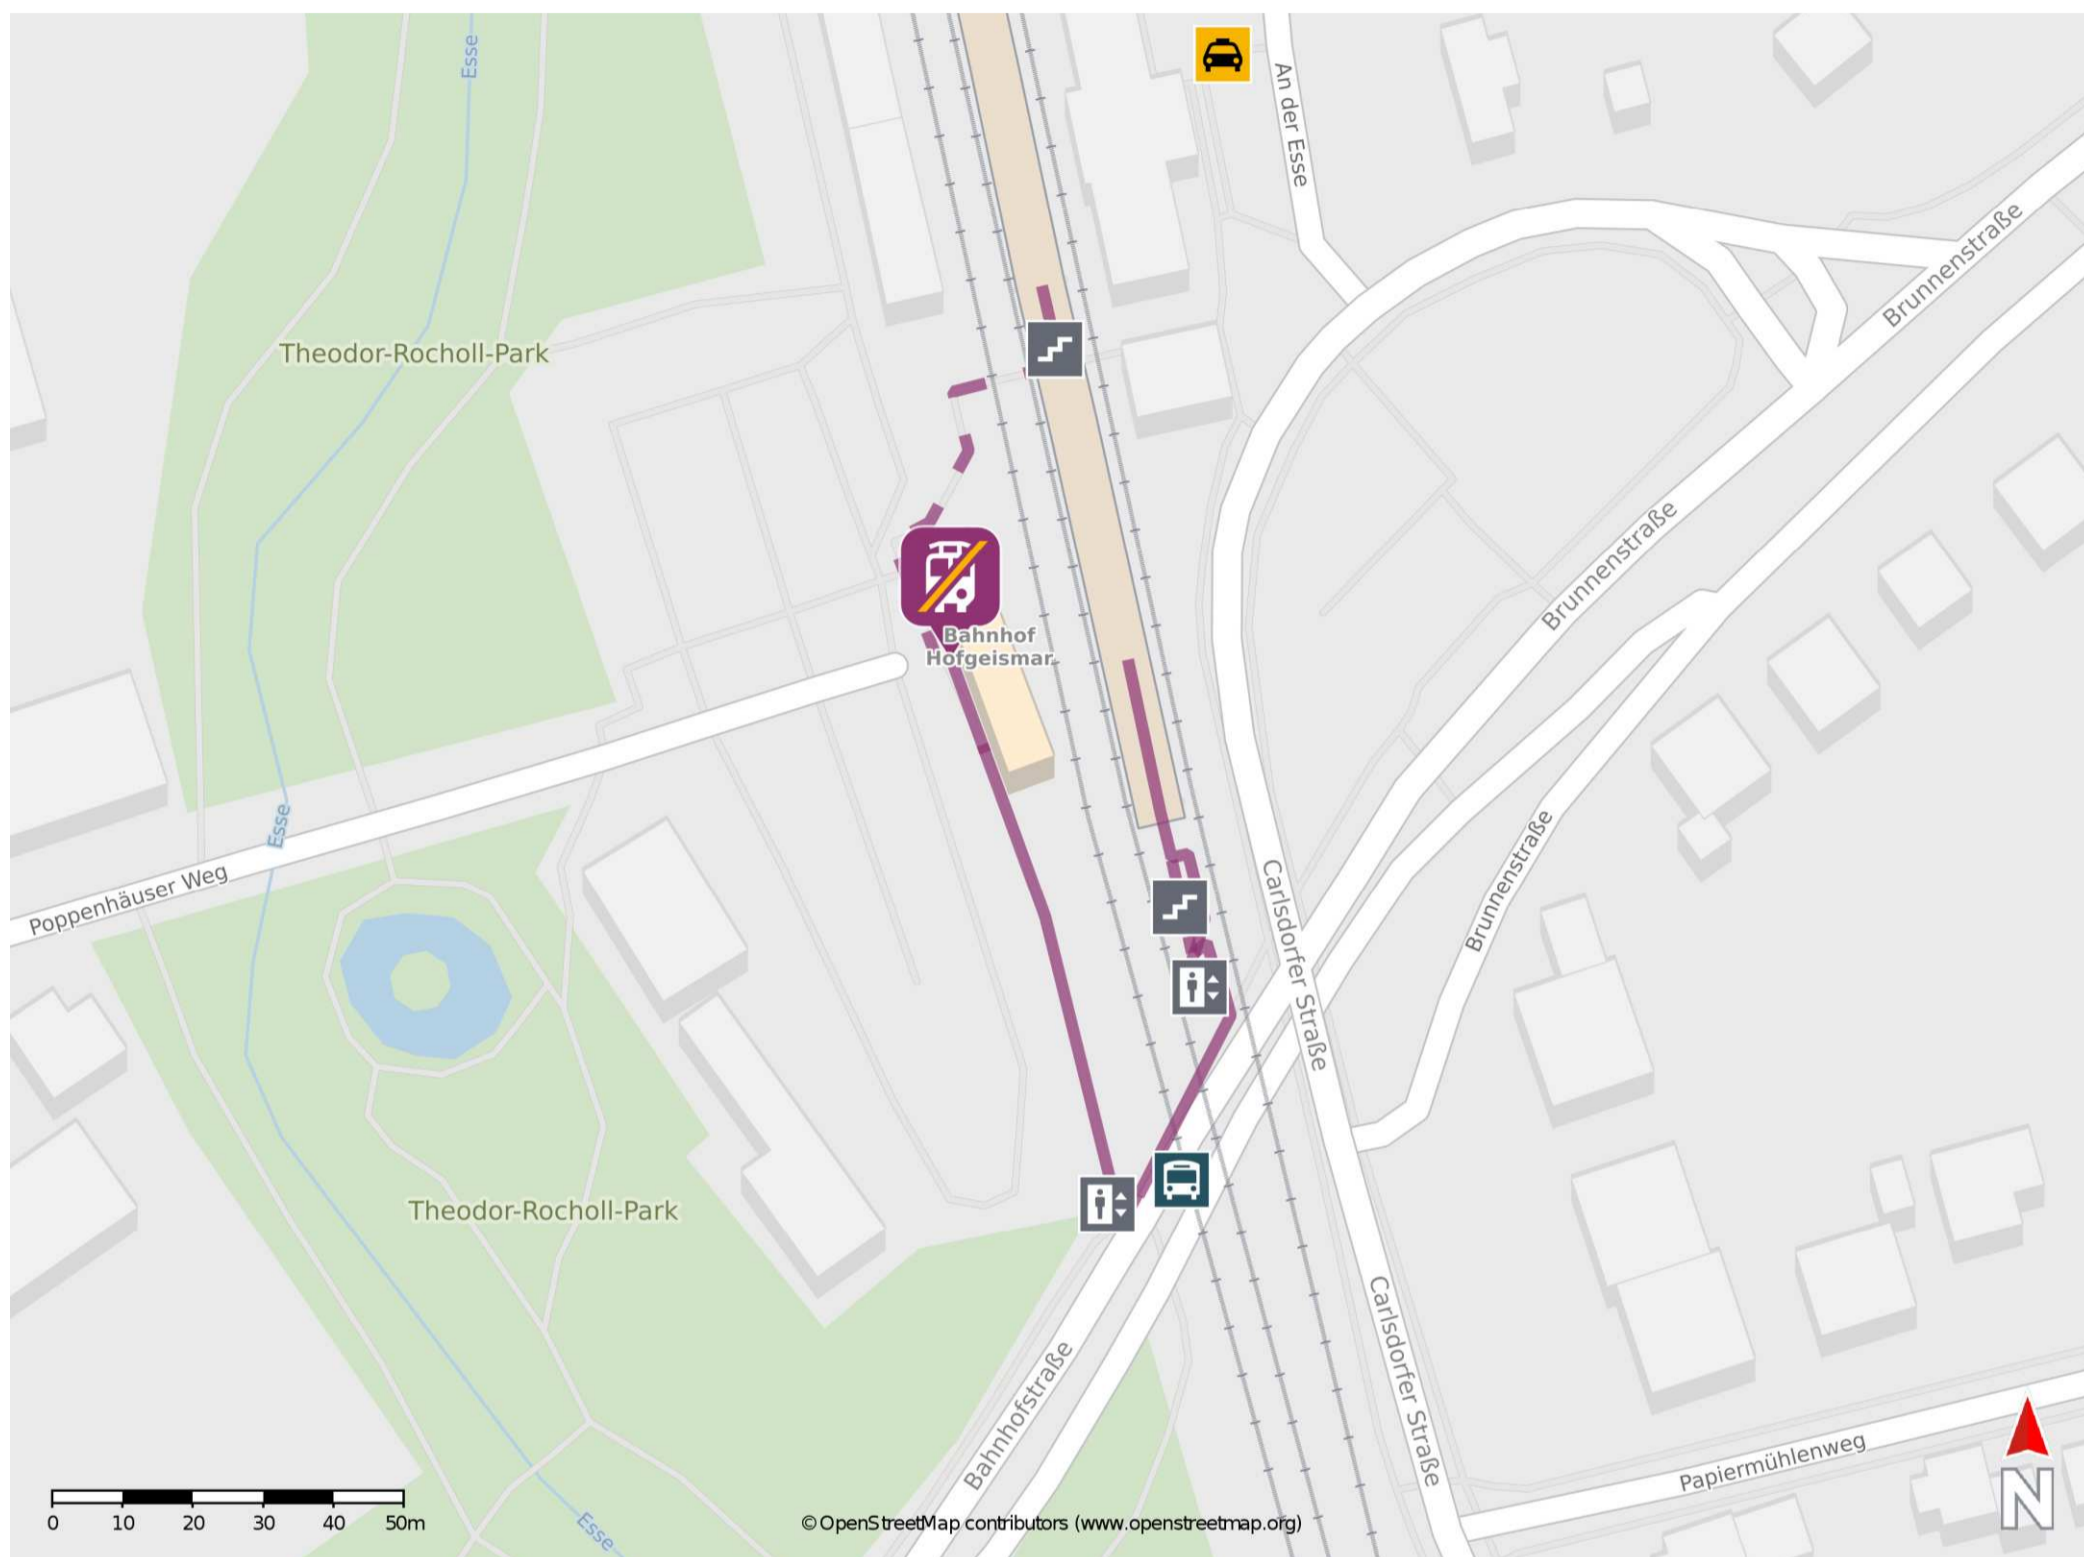 Esse
An der Esse
Brunnenstraße
Theodor-Rocholl-Park
Brunnenstraße
Bahnhof
Hofgeismar
Esse
Brunnenstraße
Poppenhäuser Weg
Carlsdorfer Straße
Theodor-Rocholl-Park
Carlsdorfer Straße
Bahnhofstraße
Papiermühlenweg
N
0 10 20 30 40 50m
Esse
© OpenStreetMap contributors (www.openstreetmap.org)